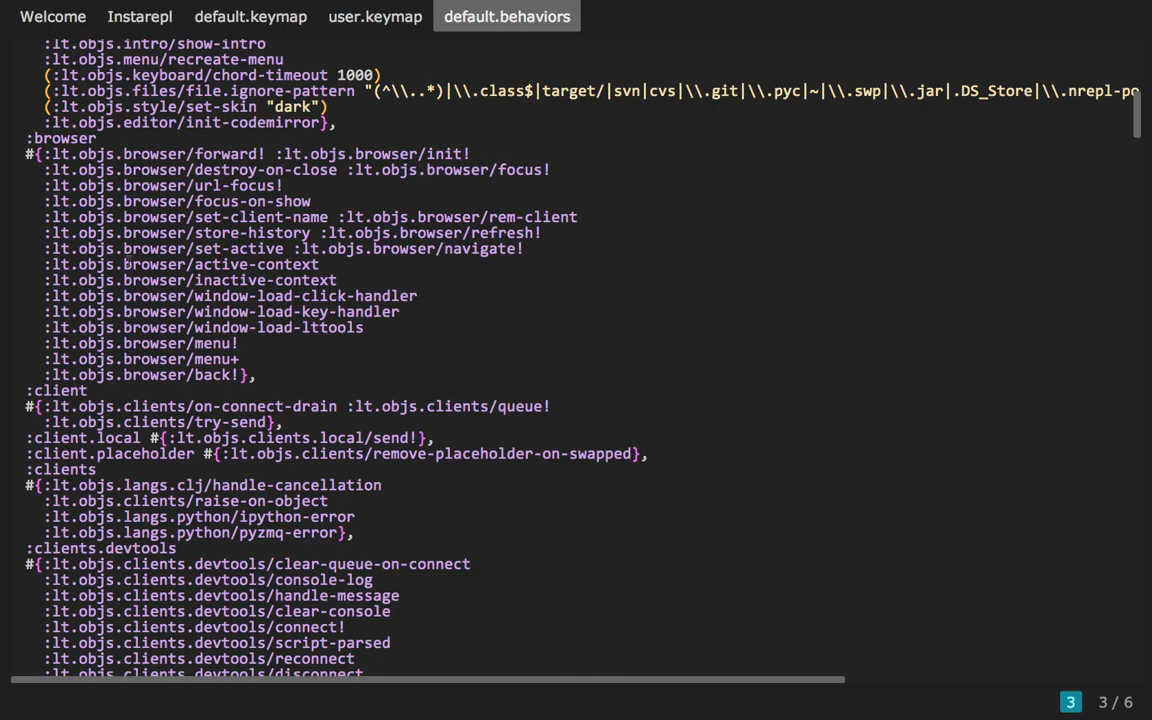 Welcome Instarepl default.keymap user.keymap default.behaviors
:lt.objs.intro/show-intro
:lt.objs.menu/recreate-menu
(:lt.objs.keyboard/chord-timeout 1000)
(:lt.objs.files/file.ignore-pattern "(^\\..*)|\\.class$|target/|svn|cvs|\\.git|\\.pyc|~|\\.swp|\\.jar|.DS_Store|\\.nrepl-po
(:lt.objs.style/set-skin "dark")
:lt.objs.editor/init-codemirror},
:browser
#{:lt.objs.browser/forward! :lt.objs.browser/init!
:lt.objs.browser/destroy-on-close :lt.objs.browser/focus!
:lt.objs.browser/url-focus!
:lt.objs.browser/focus-on-show
:lt.objs.browser/set-client-name :lt.objs.browser/rem-client
:lt.objs.browser/store-history :lt.objs.browser/refresh!
:lt.objs.browser/set-active :lt.objs.browser/navigate!
:lt.objs.browser/active-context
:lt.objs.browser/inactive-context
:lt.objs.browser/window-load-click-handler
:lt.objs.browser/window-load-key-handler
:lt.objs.browser/window-load-lttools
:lt.objs.browser/menu!
:lt.objs.browser/menu+
:lt.objs.browser/back!},
:client
#{:lt.objs.clients/on-connect-drain :lt.objs.clients/queue!
:lt.objs.clients/try-send},
:client.local #{:lt.objs.clients.local/send!},
:client.placeholder #{:lt.objs.clients/remove-placeholder-on-swapped},
:clients
#{:lt.objs.langs.clj/handle-cancellation
:lt.objs.clients/raise-on-object
:lt.objs.langs.python/ipython-error
:lt.objs.langs.python/pyzmq-error},
:clients.devtools
#{:lt.objs.clients.devtools/clear-queue-on-connect
:lt.objs.clients.devtools/console-log
:lt.objs.clients.devtools/handle-message
:lt.objs.clients.devtools/clear-console
:lt.objs.clients.devtools/connect!
:lt.objs.clients.devtools/script-parsed
:lt.objs.clients.devtools/reconnect
:lt.objs.clients.devtools/disconnect
3 3 / 6